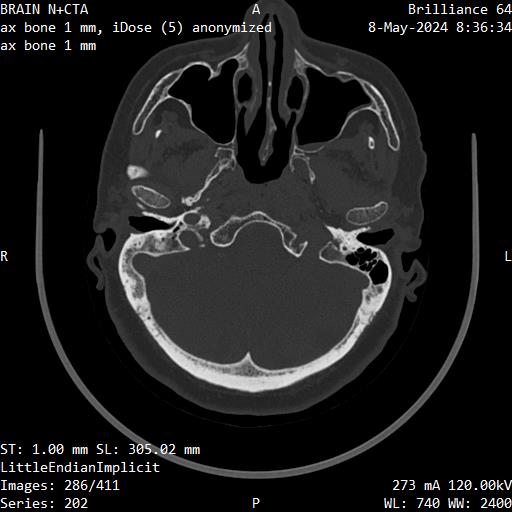 BRAIN N+CTA
ax bone 1 mm, iDose (5) anonymized
ax bone 1 mm
A
Brilliance 64
8-May-2024 8:36:34
R
L
ST: 1.00 mm SL: 305.02 mm
LittleEndianImplicit
Images: 286/411
Series: 202
P
273 mA 120.00kV
WL: 740 WW: 2400